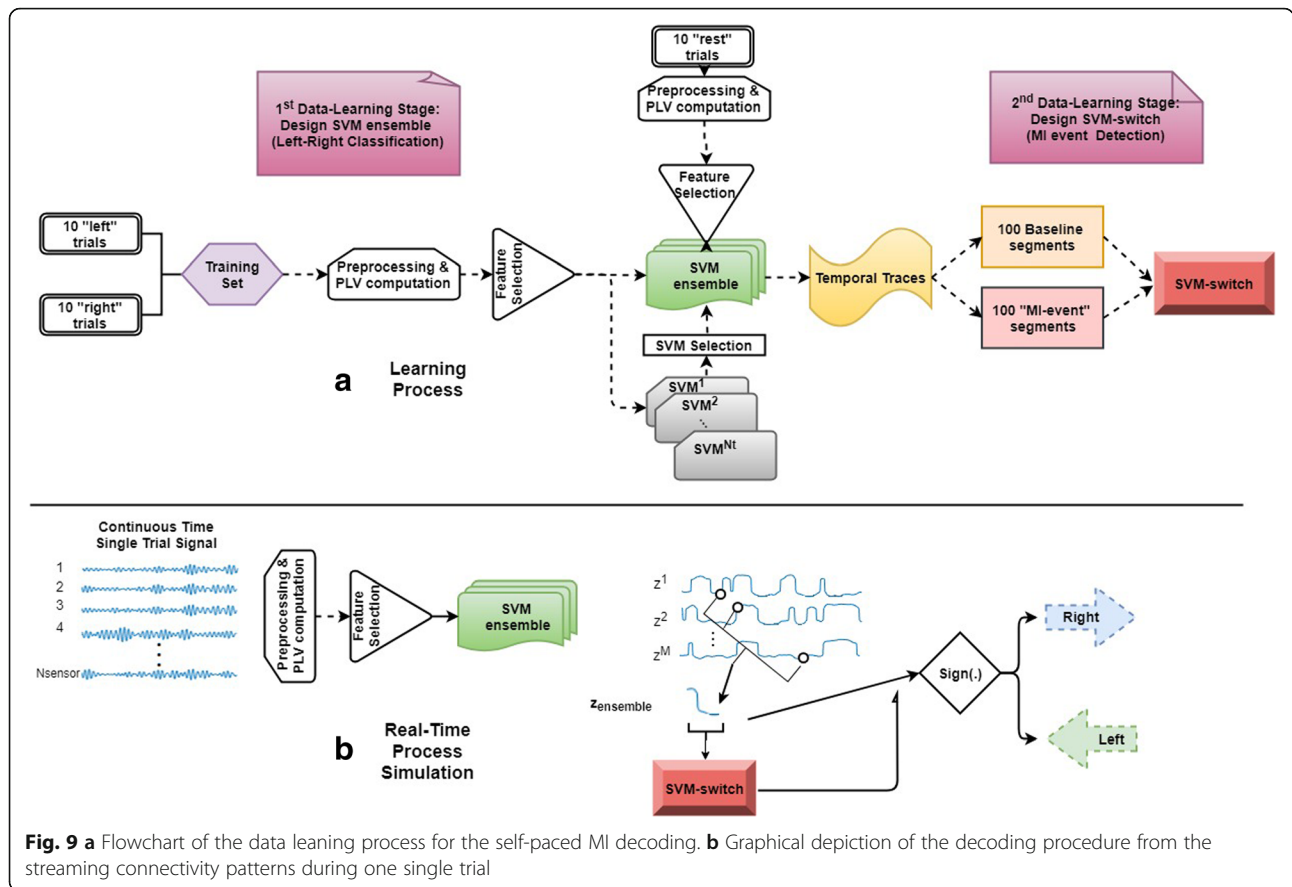 10 "rest"
trials
Preprocessing &
PLV computation
1st Data-Learning Stage:
Design SVM ensemble
(Left-Right Classification)
2nd Data-Learning Stage:
Design SVM-switch
(MI event Detection)
Feature
Selection
10 "left"
trials
10 "right"
trials
Training
Set
Preprocessing &
PLV computation
Feature
Selection
SVM
ensemble
Temporal Traces
100 Baseline
segments
100 "MI-event"
segments
SVM-switch
SVM Selection
SVM1
SVM2
⋱
SVMNt
a
Learning
Process
Continuous Time
Single Trial Signal
1
2
3
4
⋮
Nsensor
Preprocessing &
PLV computation
Feature
Selection
SVM
ensemble
b
Real-Time
Process
Simulation
z1
z2
⋮
zM
zensemble
SVM-switch
Sign(.)
Right
Left
Fig. 9 a Flowchart of the data leaning process for the self-paced MI decoding. b Graphical depiction of the decoding procedure from the
streaming connectivity patterns during one single trial